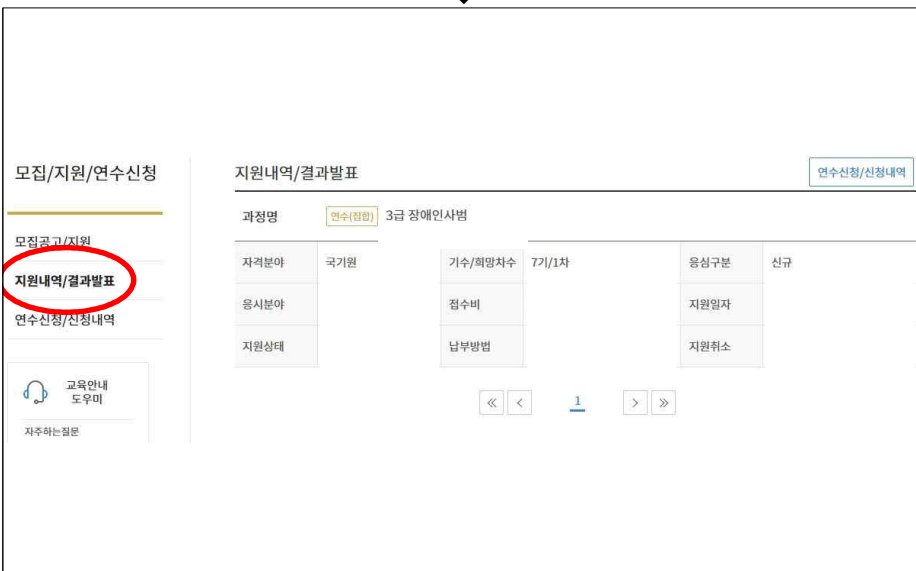 모집/지원/연수신청
모집공고/지원
지원내역/결과발표
연수신청/신청내역
교육안내
도우미
자주하는질문
지원내역/결과발표
연수신청/신청내역
과정명 연수(집합) 3급 장애인사범
자격분야 국기원 기수/희망차수 7기/1차 응심구분 신규
응시분야 접수비 지원일자
지원상태 납부방법 지원취소
« < 1 > »